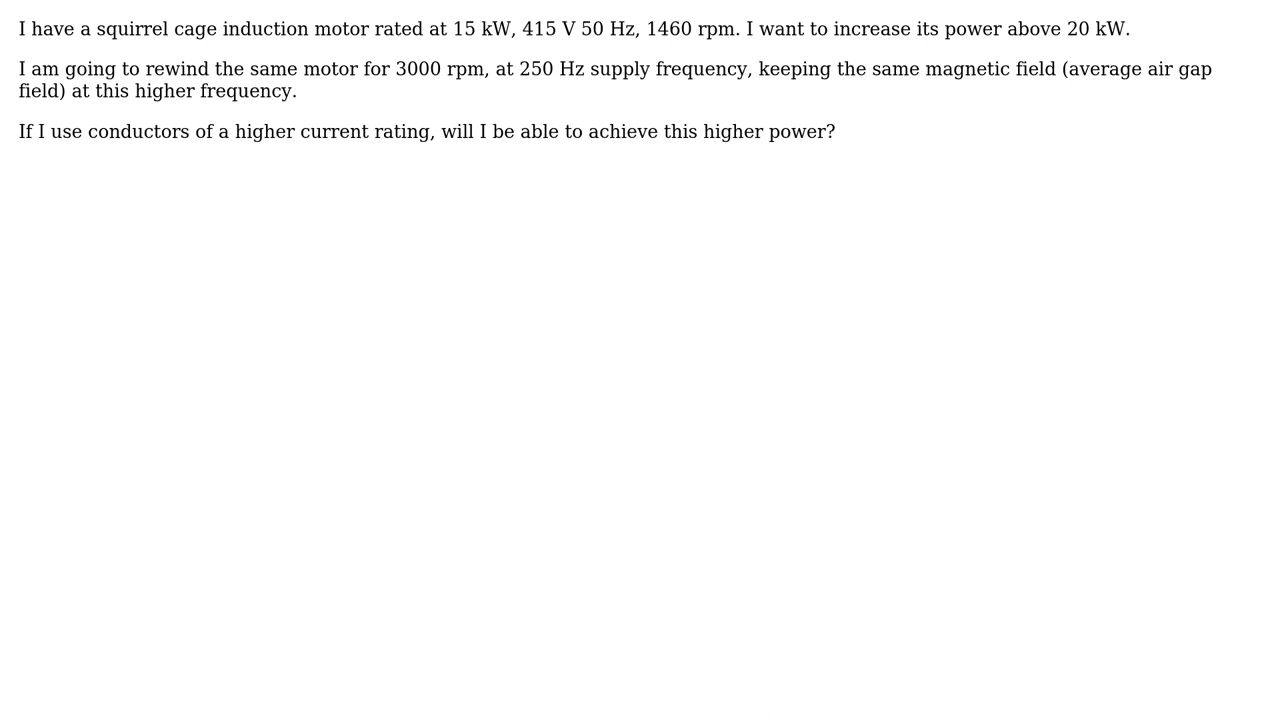 I have a squirrel cage induction motor rated at 15 kW, 415 V 50 Hz, 1460 rpm. I want to increase its power above 20 kW.
I am going to rewind the same motor for 3000 rpm, at 250 Hz supply frequency, keeping the same magnetic field (average air gap
field) at this higher frequency.
If I use conductors of a higher current rating, will I be able to achieve this higher power?